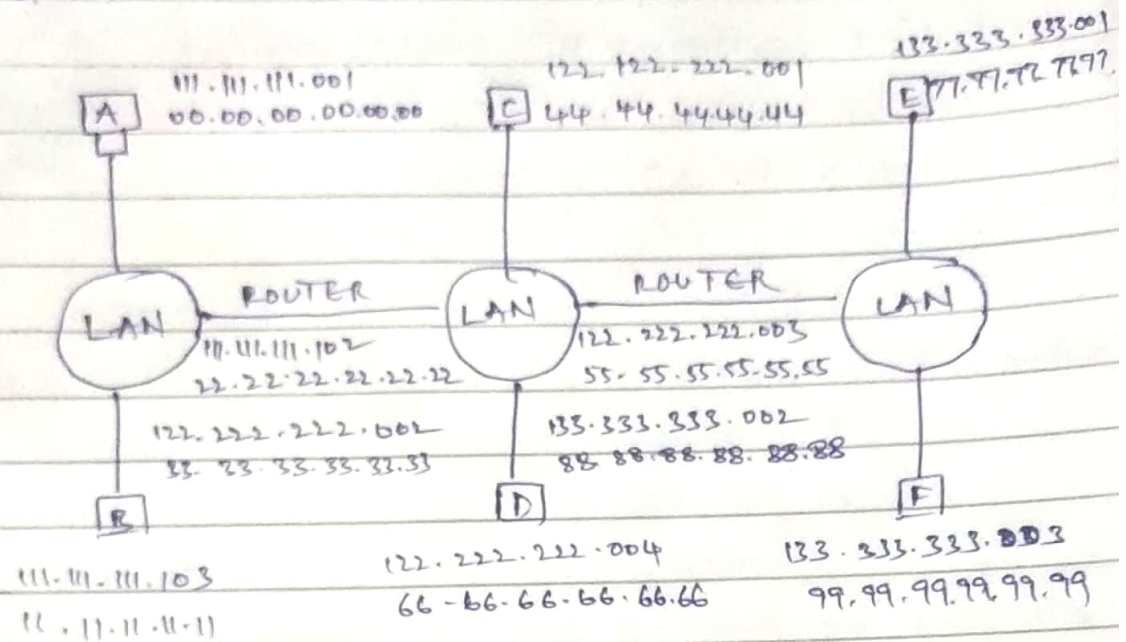 133.333.333.001
E 77.77.77.7777
111.111.111.001
A 00.00.00.00.00.00
122.122.222.001
C 44.44.44.44.44
LAN
ROUTER
LAN
ROUTER
LAN
111.111.111.102
22.22.22.22.22.22
122.222.222.003
55.55.55.55.55.55
122.222.222.002
33.33.33.33.33.33
133.333.333.002
88.88.88.88.88.88
B
D
F
111.111.111.103
11.11.11.11.11
122.222.222.004
66-66-66-66.66.66
133.333.333.003
99.99.99.99.99.99